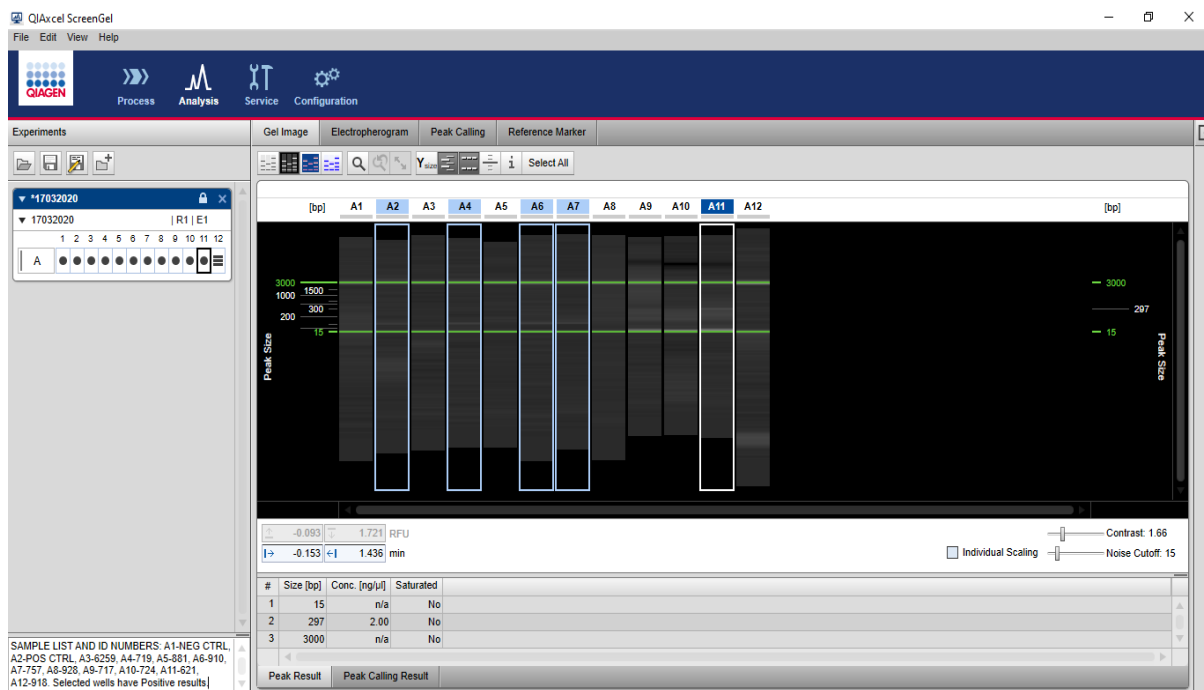 QIAxcel ScreenGel
File Edit View Help
QIAGEN
Process Analysis Service Configuration
Experiments
Gel Image Electropherogram Peak Calling Reference Marker
Y size i Select All
*17032020
17032020 | R1 | E1
1 2 3 4 5 6 7 8 9 10 11 12
A
[bp] A1 A2 A3 A4 A5 A6 A7 A8 A9 A10 A11 A12 [bp]
3000 3000
1500
1000
300 297
200
15 15
Peak Size Peak Size
-0.093 1.721 RFU Contrast: 1.66
-0.153 1.436 min Individual Scaling Noise Cutoff: 15
# Size [bp] Conc. [ng/µl] Saturated
1 15 n/a No
2 297 2.00 No
3 3000 n/a No
SAMPLE LIST AND ID NUMBERS: A1-NEG CTRL,
A2-POS CTRL, A3-6259, A4-719, A5-881, A6-910,
A7-757, A8-928, A9-717, A10-724, A11-621,
A12-918. Selected wells have Positive results.
Peak Result Peak Calling Result